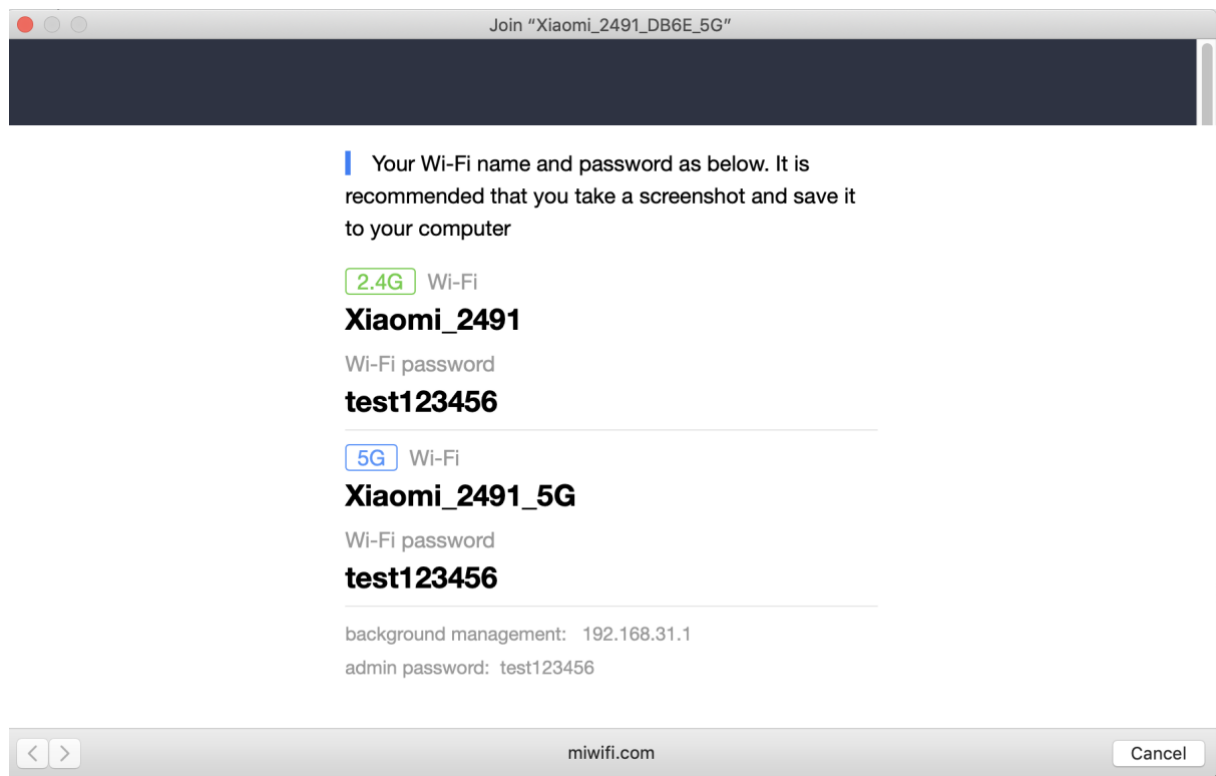 Join “Xiaomi_2491_DB6E_5G”
Your Wi-Fi name and password as below. It is
recommended that you take a screenshot and save it
to your computer
2.4G Wi-Fi
Xiaomi_2491
Wi-Fi password
test123456
5G Wi-Fi
Xiaomi_2491_5G
Wi-Fi password
test123456
background management: 192.168.31.1
admin password: test123456
miwifi.com
Cancel